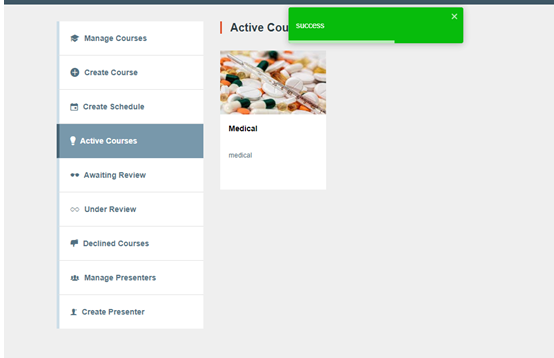 success
Manage Courses
Create Course
Create Schedule
Active Courses
Awaiting Review
Under Review
Declined Courses
Manage Presenters
Create Presenter
Active
Medical
medical